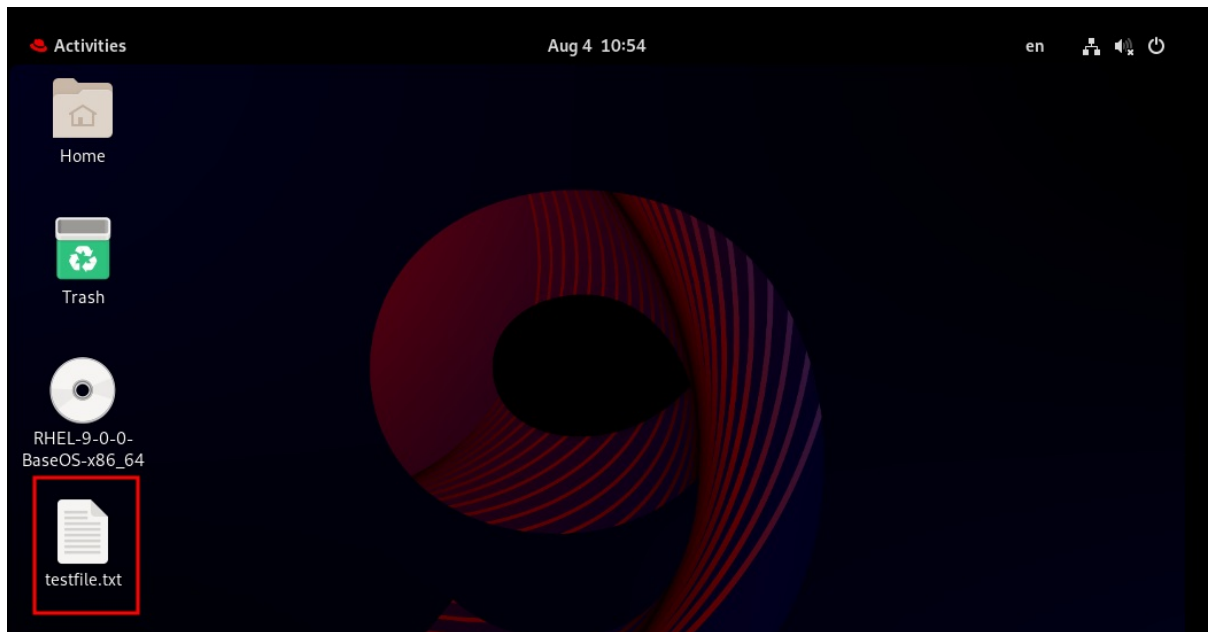 Activities
Aug 4 10:54
en
Home
Trash
RHEL-9-0-0-
BaseOS-x86_64
testfile.txt